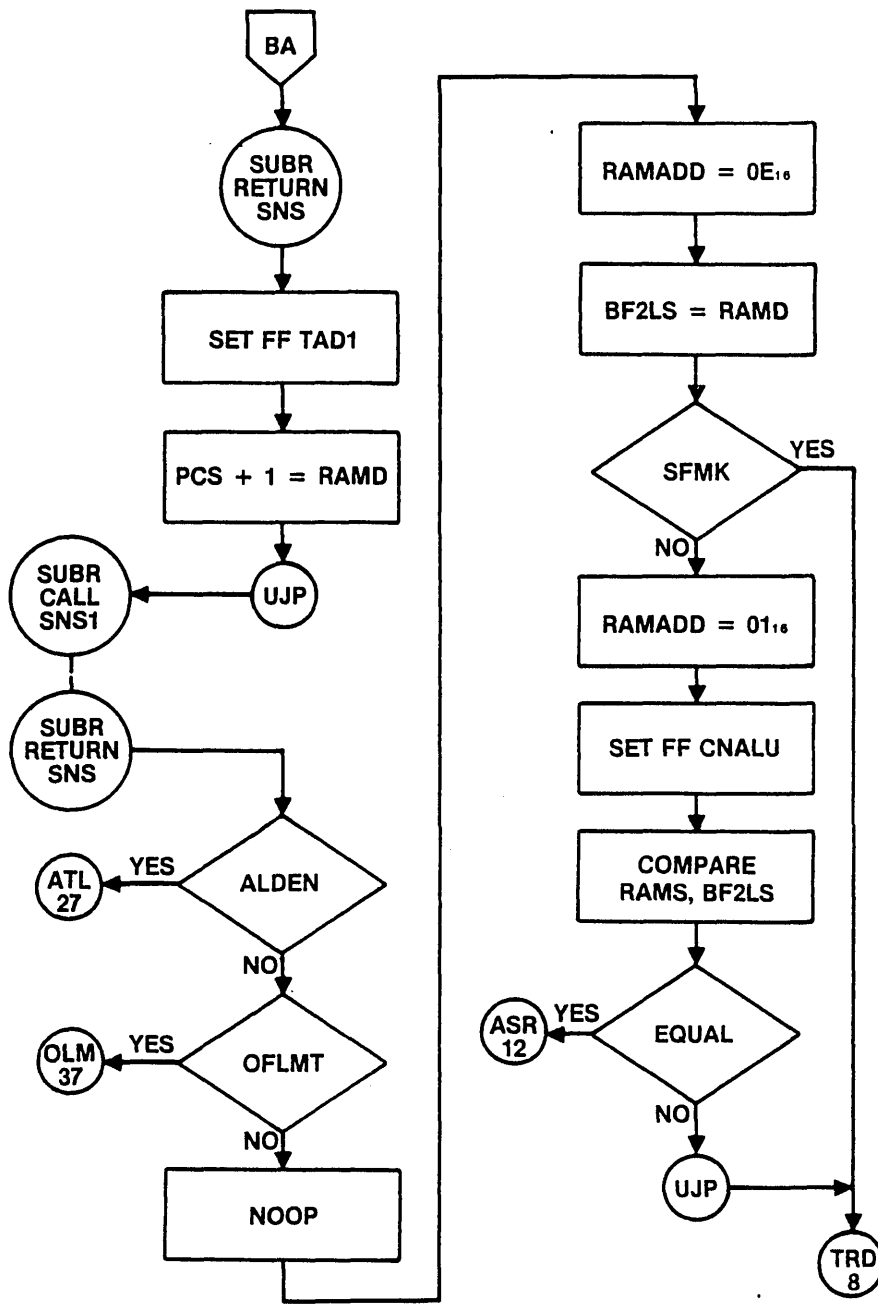 BA
SUBR
RETURN
SNS
SET FF TAD1
PCS + 1 = RAMD
UJP
SUBR
CALL
SNS1
SUBR
RETURN
SNS
ALDEN
YES
ATL
27
NO
OFLMT
YES
OLM
37
NO
NOOP
RAMADD = 0E₁₆
BF2LS = RAMD
SFMK
YES
NO
RAMADD = 01₁₆
SET FF CNALU
COMPARE
RAMS, BF2LS
EQUAL
YES
ASR
12
NO
UJP
TRD
8